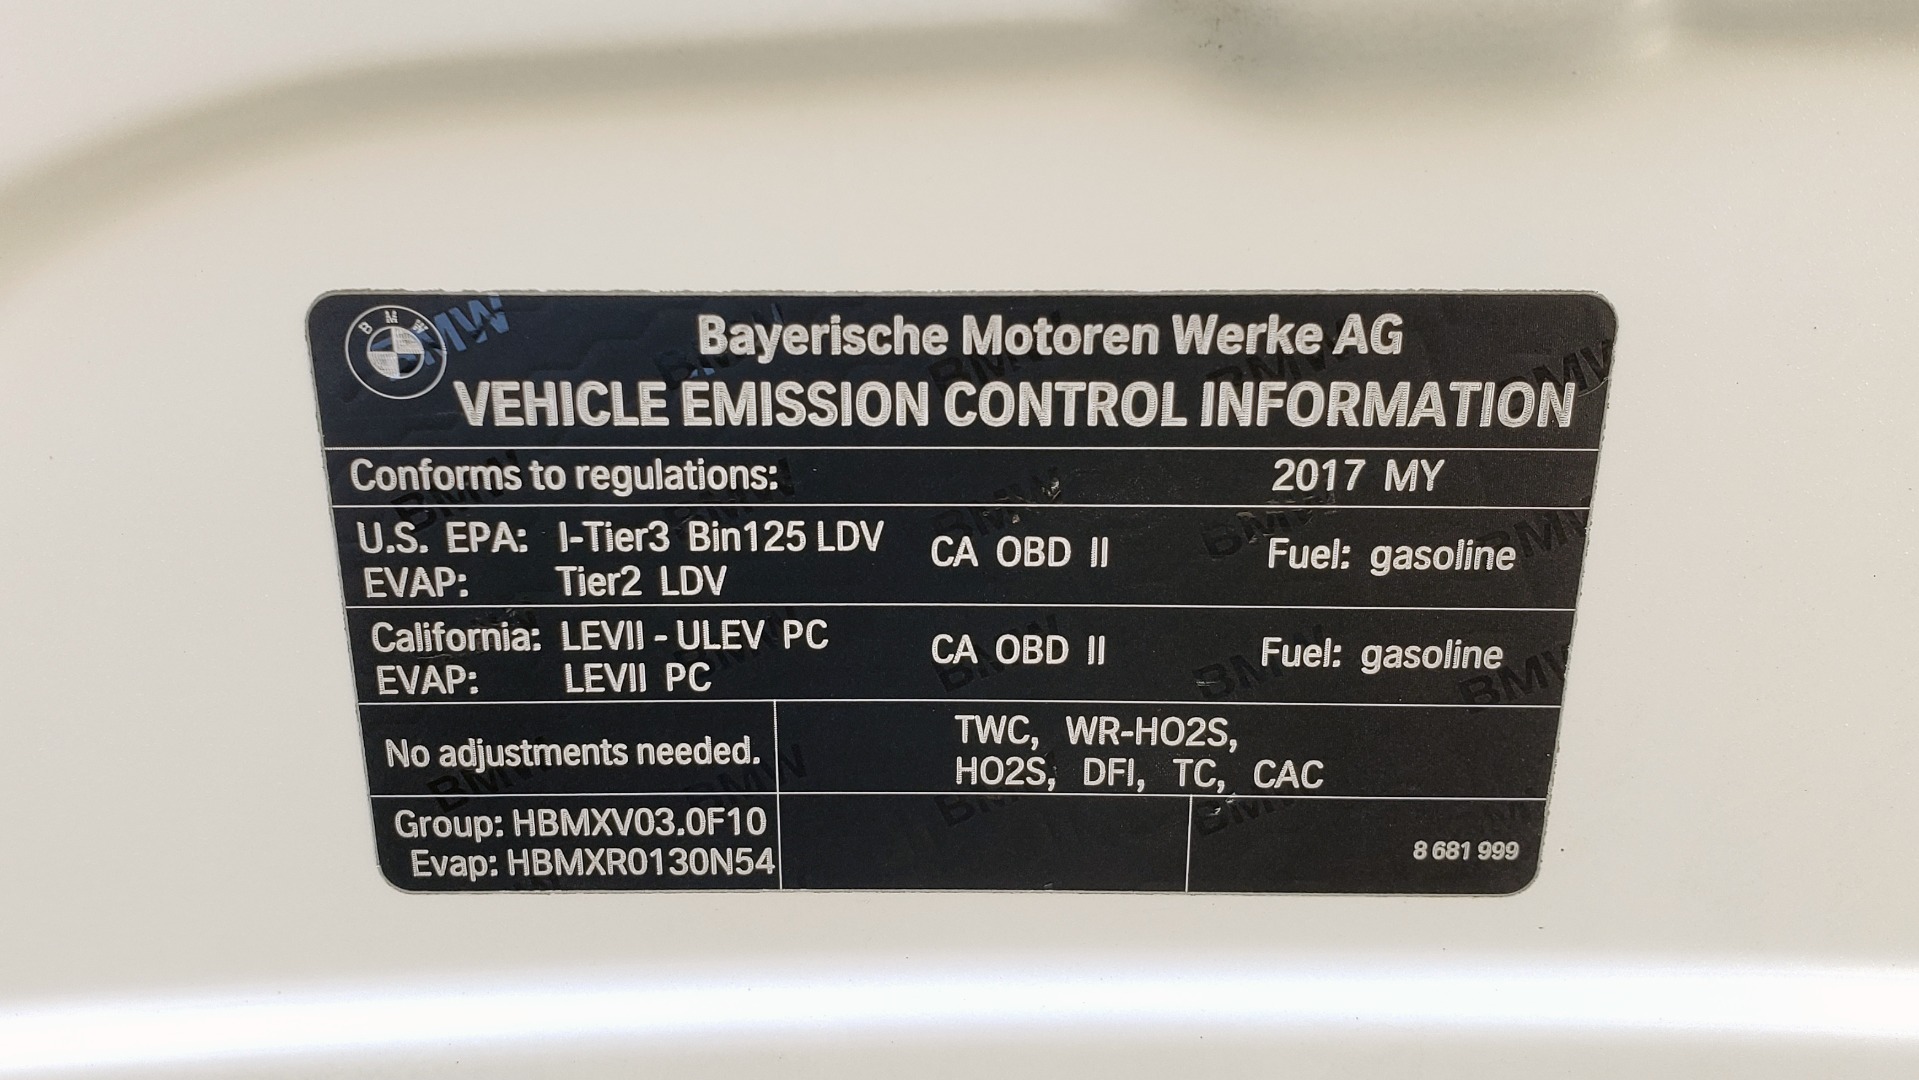 BMW
Bayerische Motoren Werke AG
VEHICLE EMISSION CONTROL INFORMATION
Conforms to regulations: 2017 MY
U.S. EPA: I-Tier3 Bin125 LDV CA OBD II Fuel: gasoline
EVAP: Tier2 LDV
California: LEVII - ULEV PC CA OBD II Fuel: gasoline
EVAP: LEVII PC
No adjustments needed.
TWC, WR-HO2S,
HO2S, DFI, TC, CAC
Group: HBMXV03.0F10
Evap: HBMXR0130N54
8 681 999